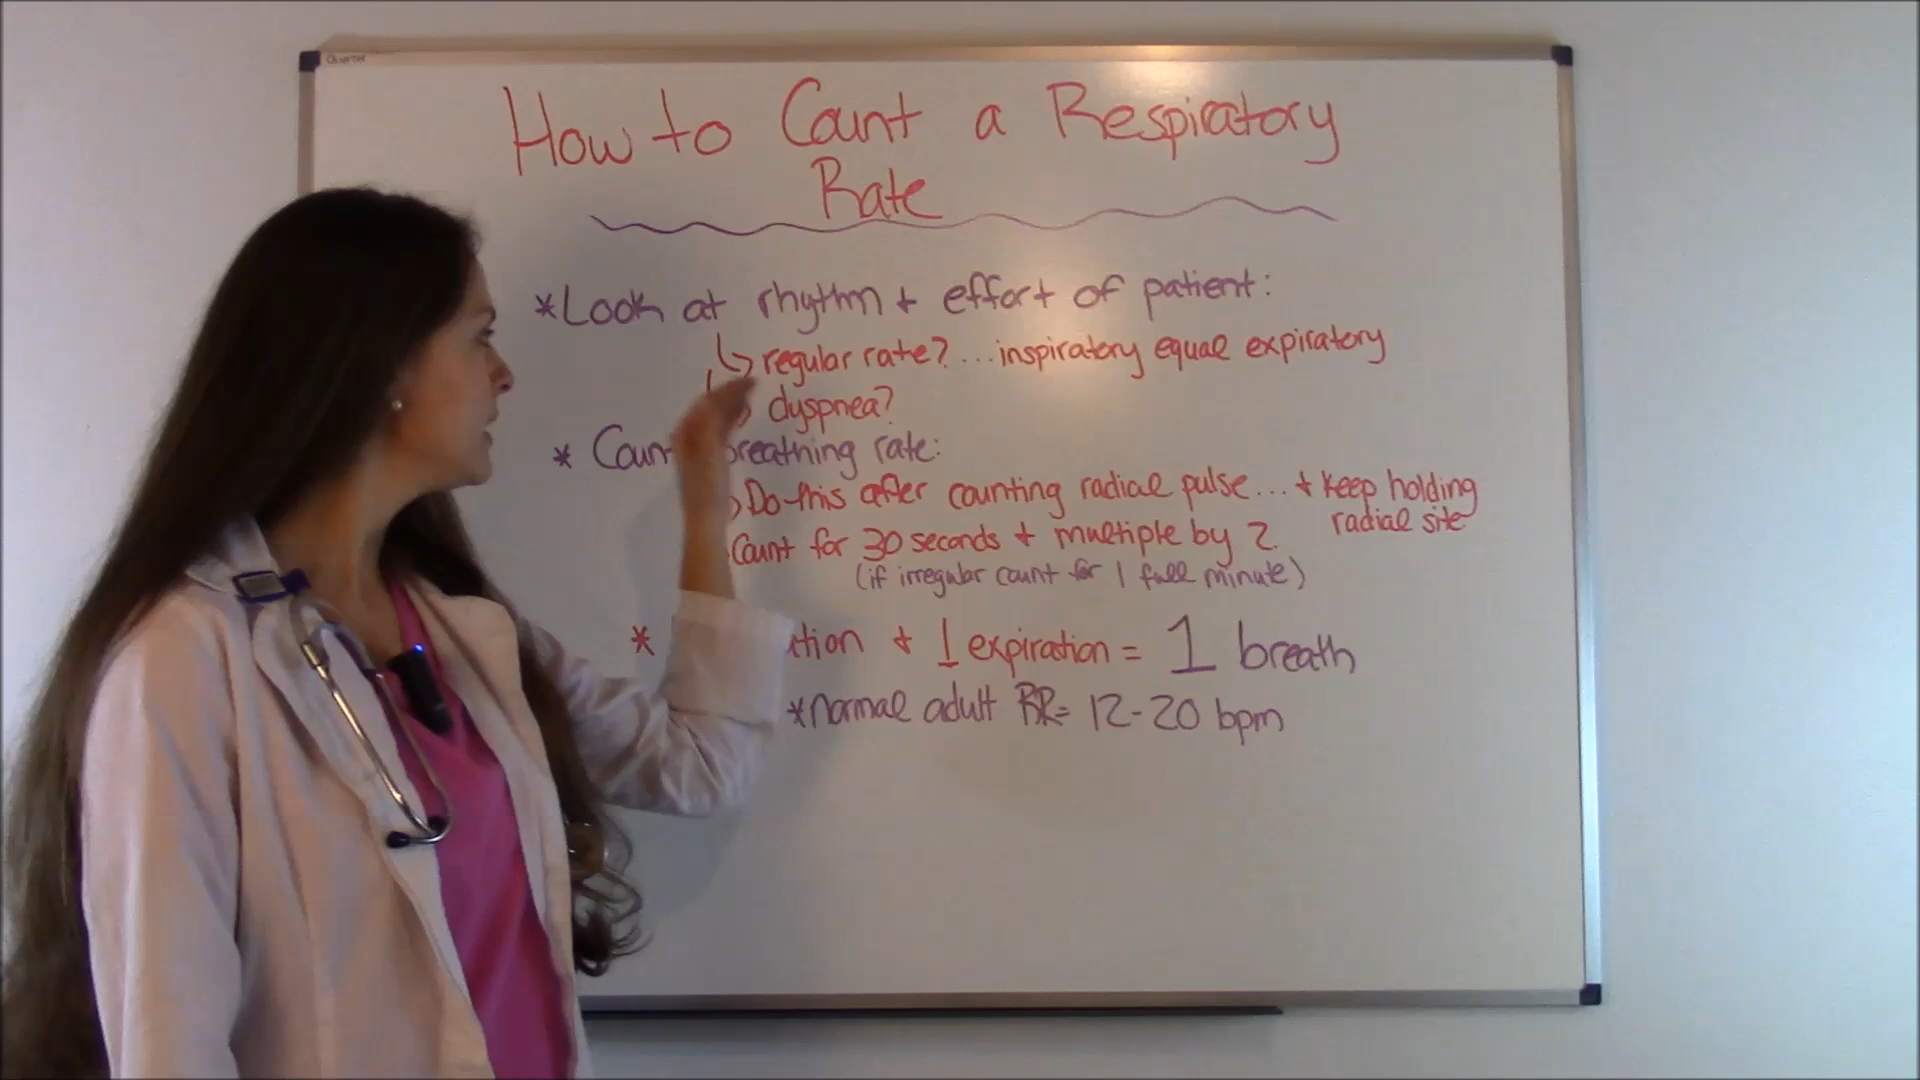 Quartet
How to Count a Respiratory
Rate
*Look at rhythm + effort of patient:
regular rate? ...inspiratory equal expiratory
dyspnea?
* Count breathing rate:
Do this after counting radial pulse... + keep holding
radial site
Count for 30 seconds + multiple by 2
(if irregular count for 1 full minute)
* tion + 1 expiration = 1 breath
*normal adult RR= 12-20 bpm